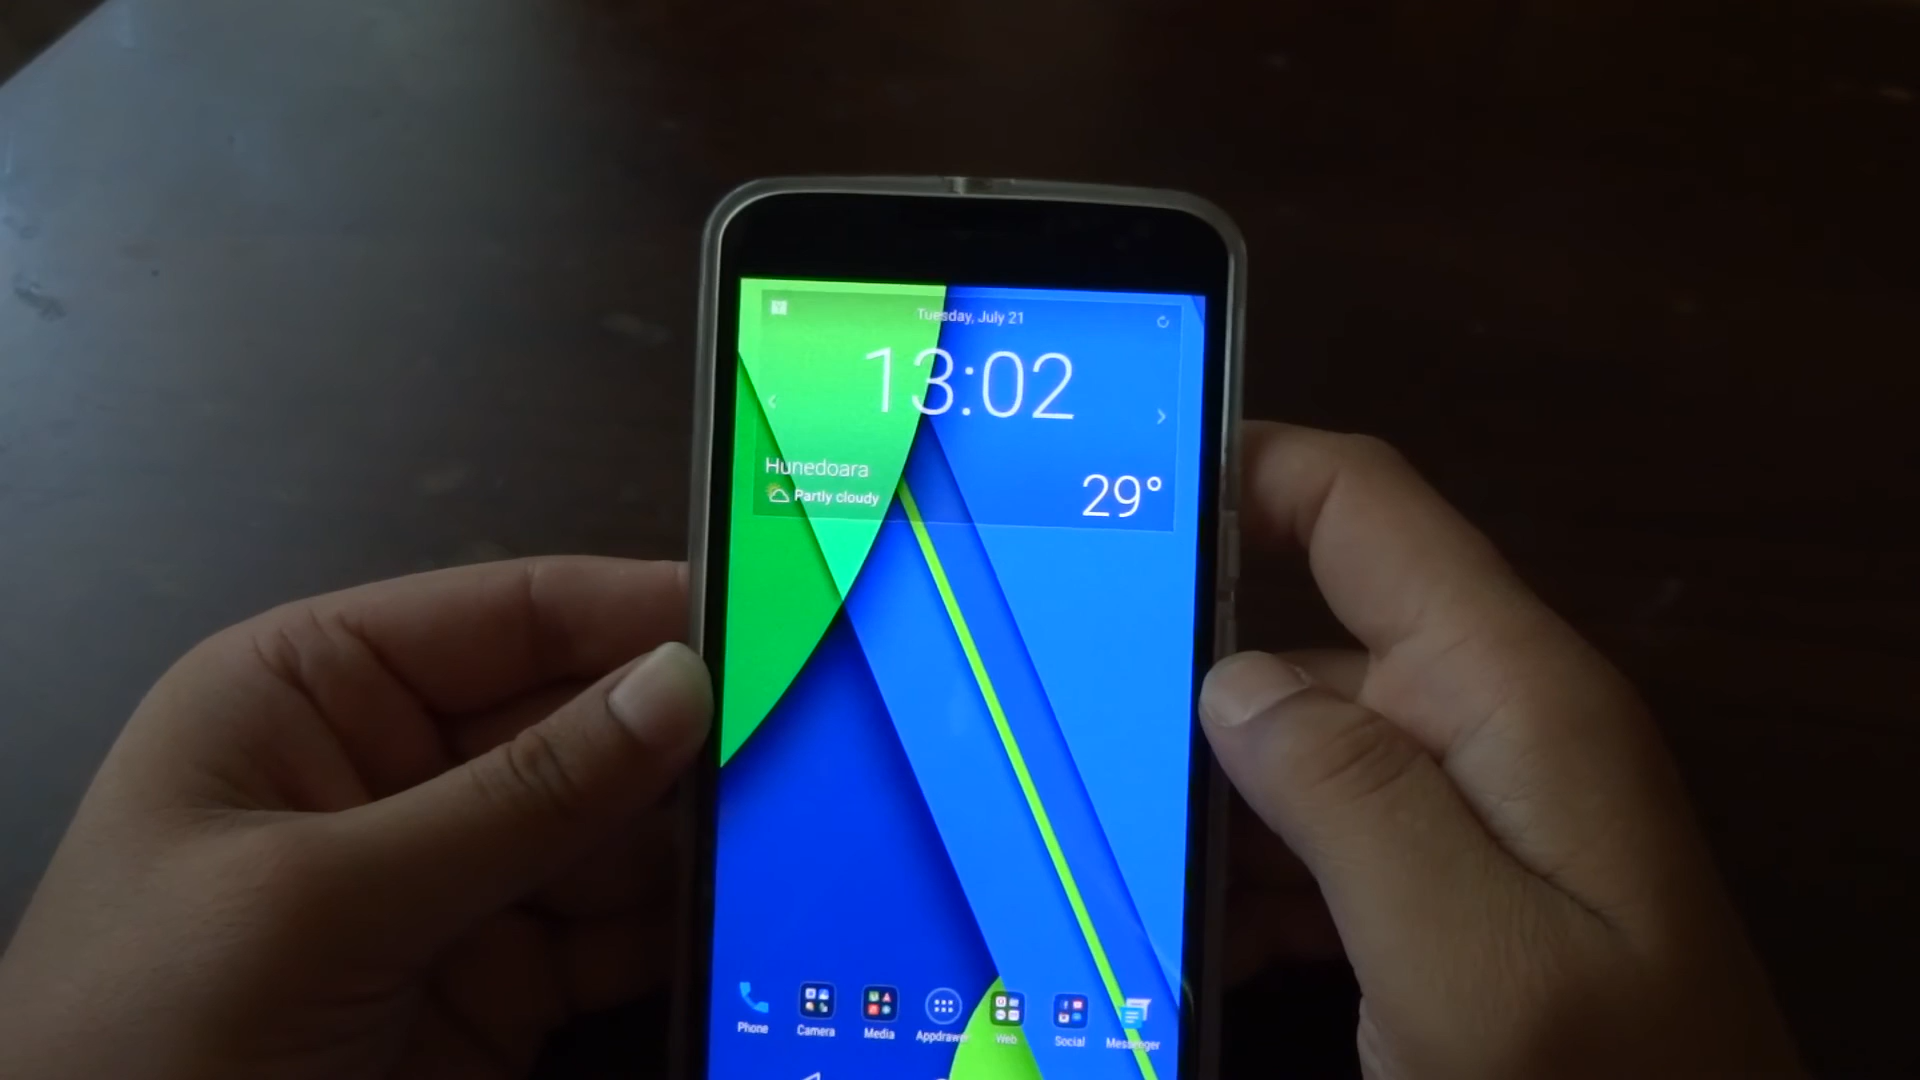 Tuesday, July 21
13:02
Hunedoara
Partly cloudy
29°
Phone
Camera
Media
Appdrawer
Web
Social
Messenger